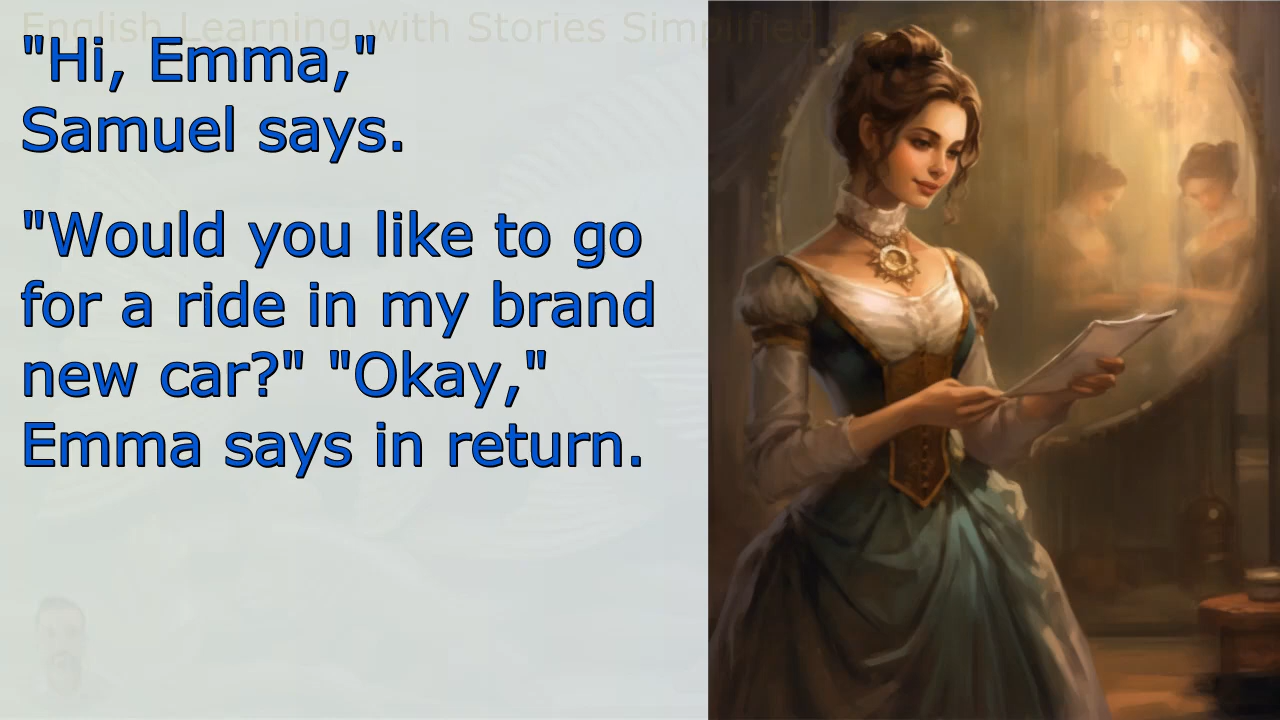 English Learning with Stories Simplified
"Hi, Emma,"
Samuel says.
"Would you like to go
for a ride in my brand
new car?" "Okay,"
Emma says in return.